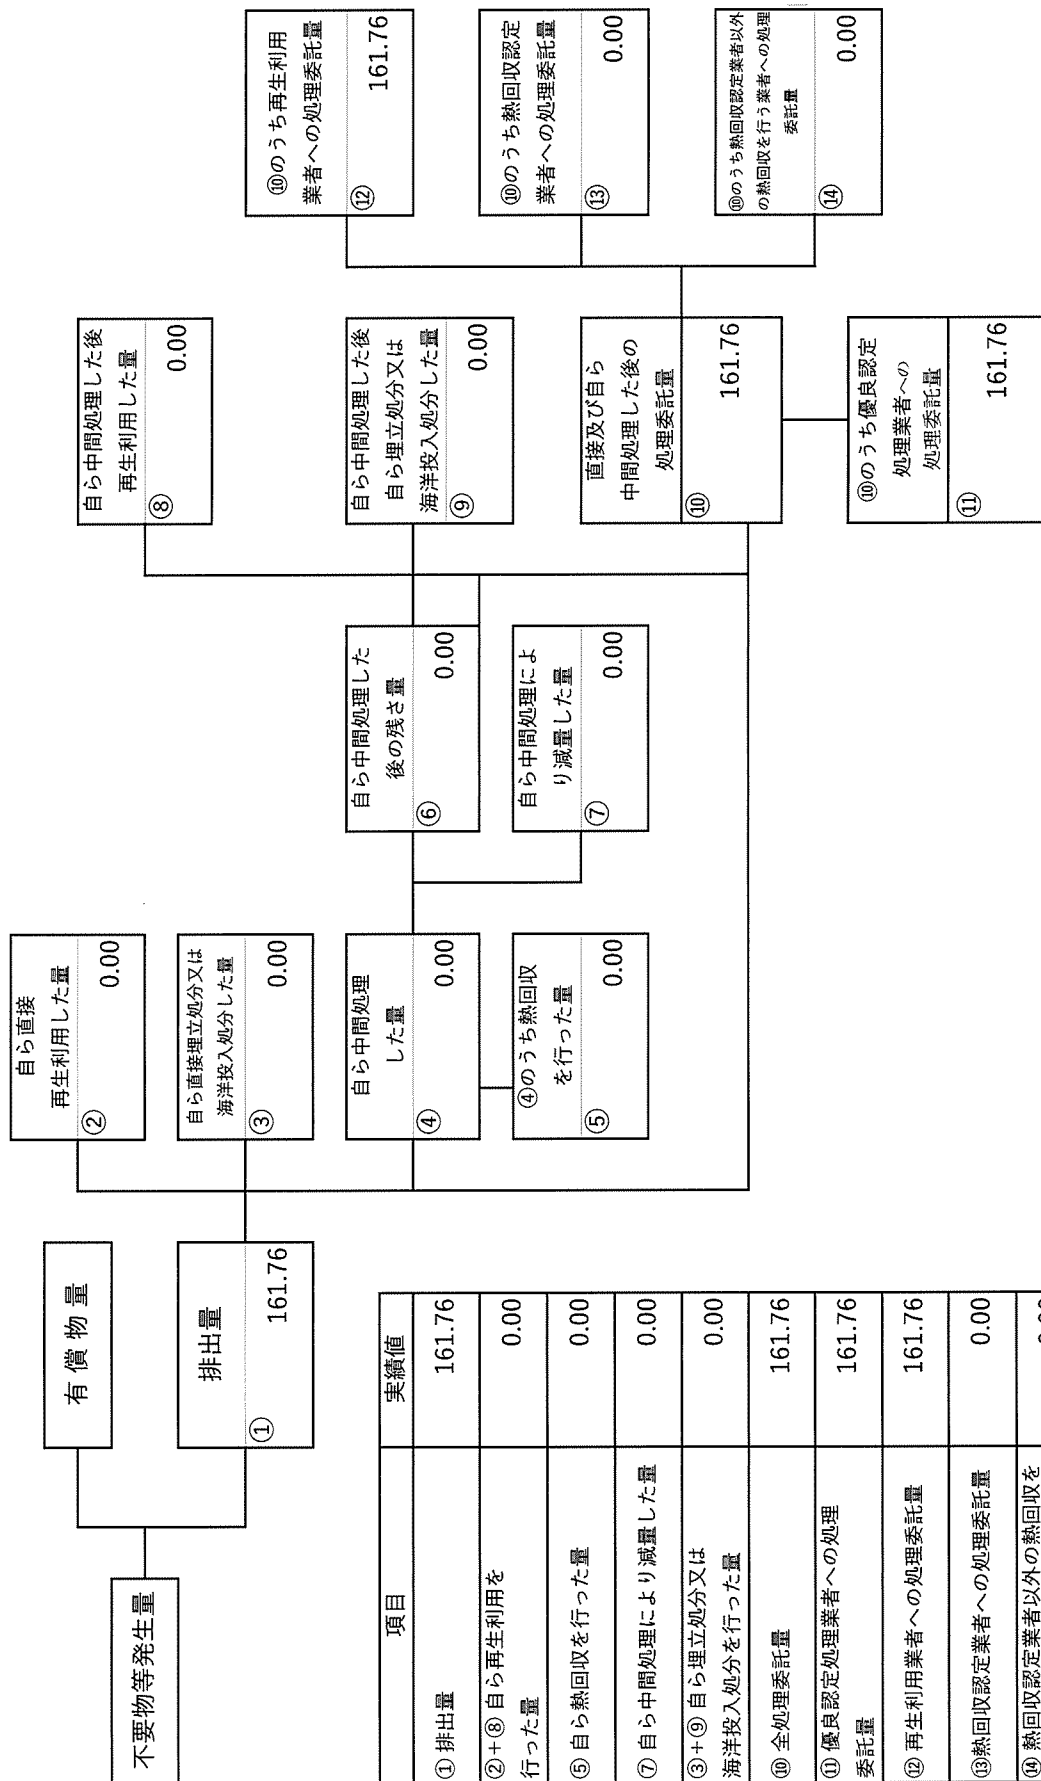 不要物等発生量
有償物量
排出量
① 161.76
自ら直接
再生利用した量
② 0.00
自ら直接埋立処分又は
海洋投入処分した量
③ 0.00
自ら中間処理
した量
④ 0.00
④のうち熱回収
を行った量
⑤ 0.00
自ら中間処理した
後の残さ量
⑥ 0.00
自ら中間処理によ
り減量した量
⑦ 0.00
自ら中間処理した後
再生利用した量
⑧ 0.00
自ら中間処理した後
自ら埋立処分又は
海洋投入処分した量
⑨ 0.00
直接及び自ら
中間処理した後の
処理委託量
⑩ 161.76
⑩のうち優良認定
処理業者への
処理委託量
⑪ 161.76
⑩のうち再生利用
業者への処理委託量
⑫ 161.76
⑩のうち熱回収認定
業者への処理委託量
⑬ 0.00
⑩のうち熱回収認定業者以外
の熱回収を行う業者への処理
委託量
⑭ 0.00
項目 実績値
① 排出量 161.76
②+⑧ 自ら再生利用を
行った量 0.00
⑤ 自ら熱回収を行った量 0.00
⑦ 自ら中間処理により減量した量 0.00
③+⑨ 自ら埋立処分又は
海洋投入処分を行った量 0.00
⑩ 全処理委託量 161.76
⑪ 優良認定処理業者への処理
委託量 161.76
⑫ 再生利用業者への処理委託量 161.76
⑬熱回収認定業者への処理委託量 0.00
⑭ 熱回収認定業者以外の熱回収を